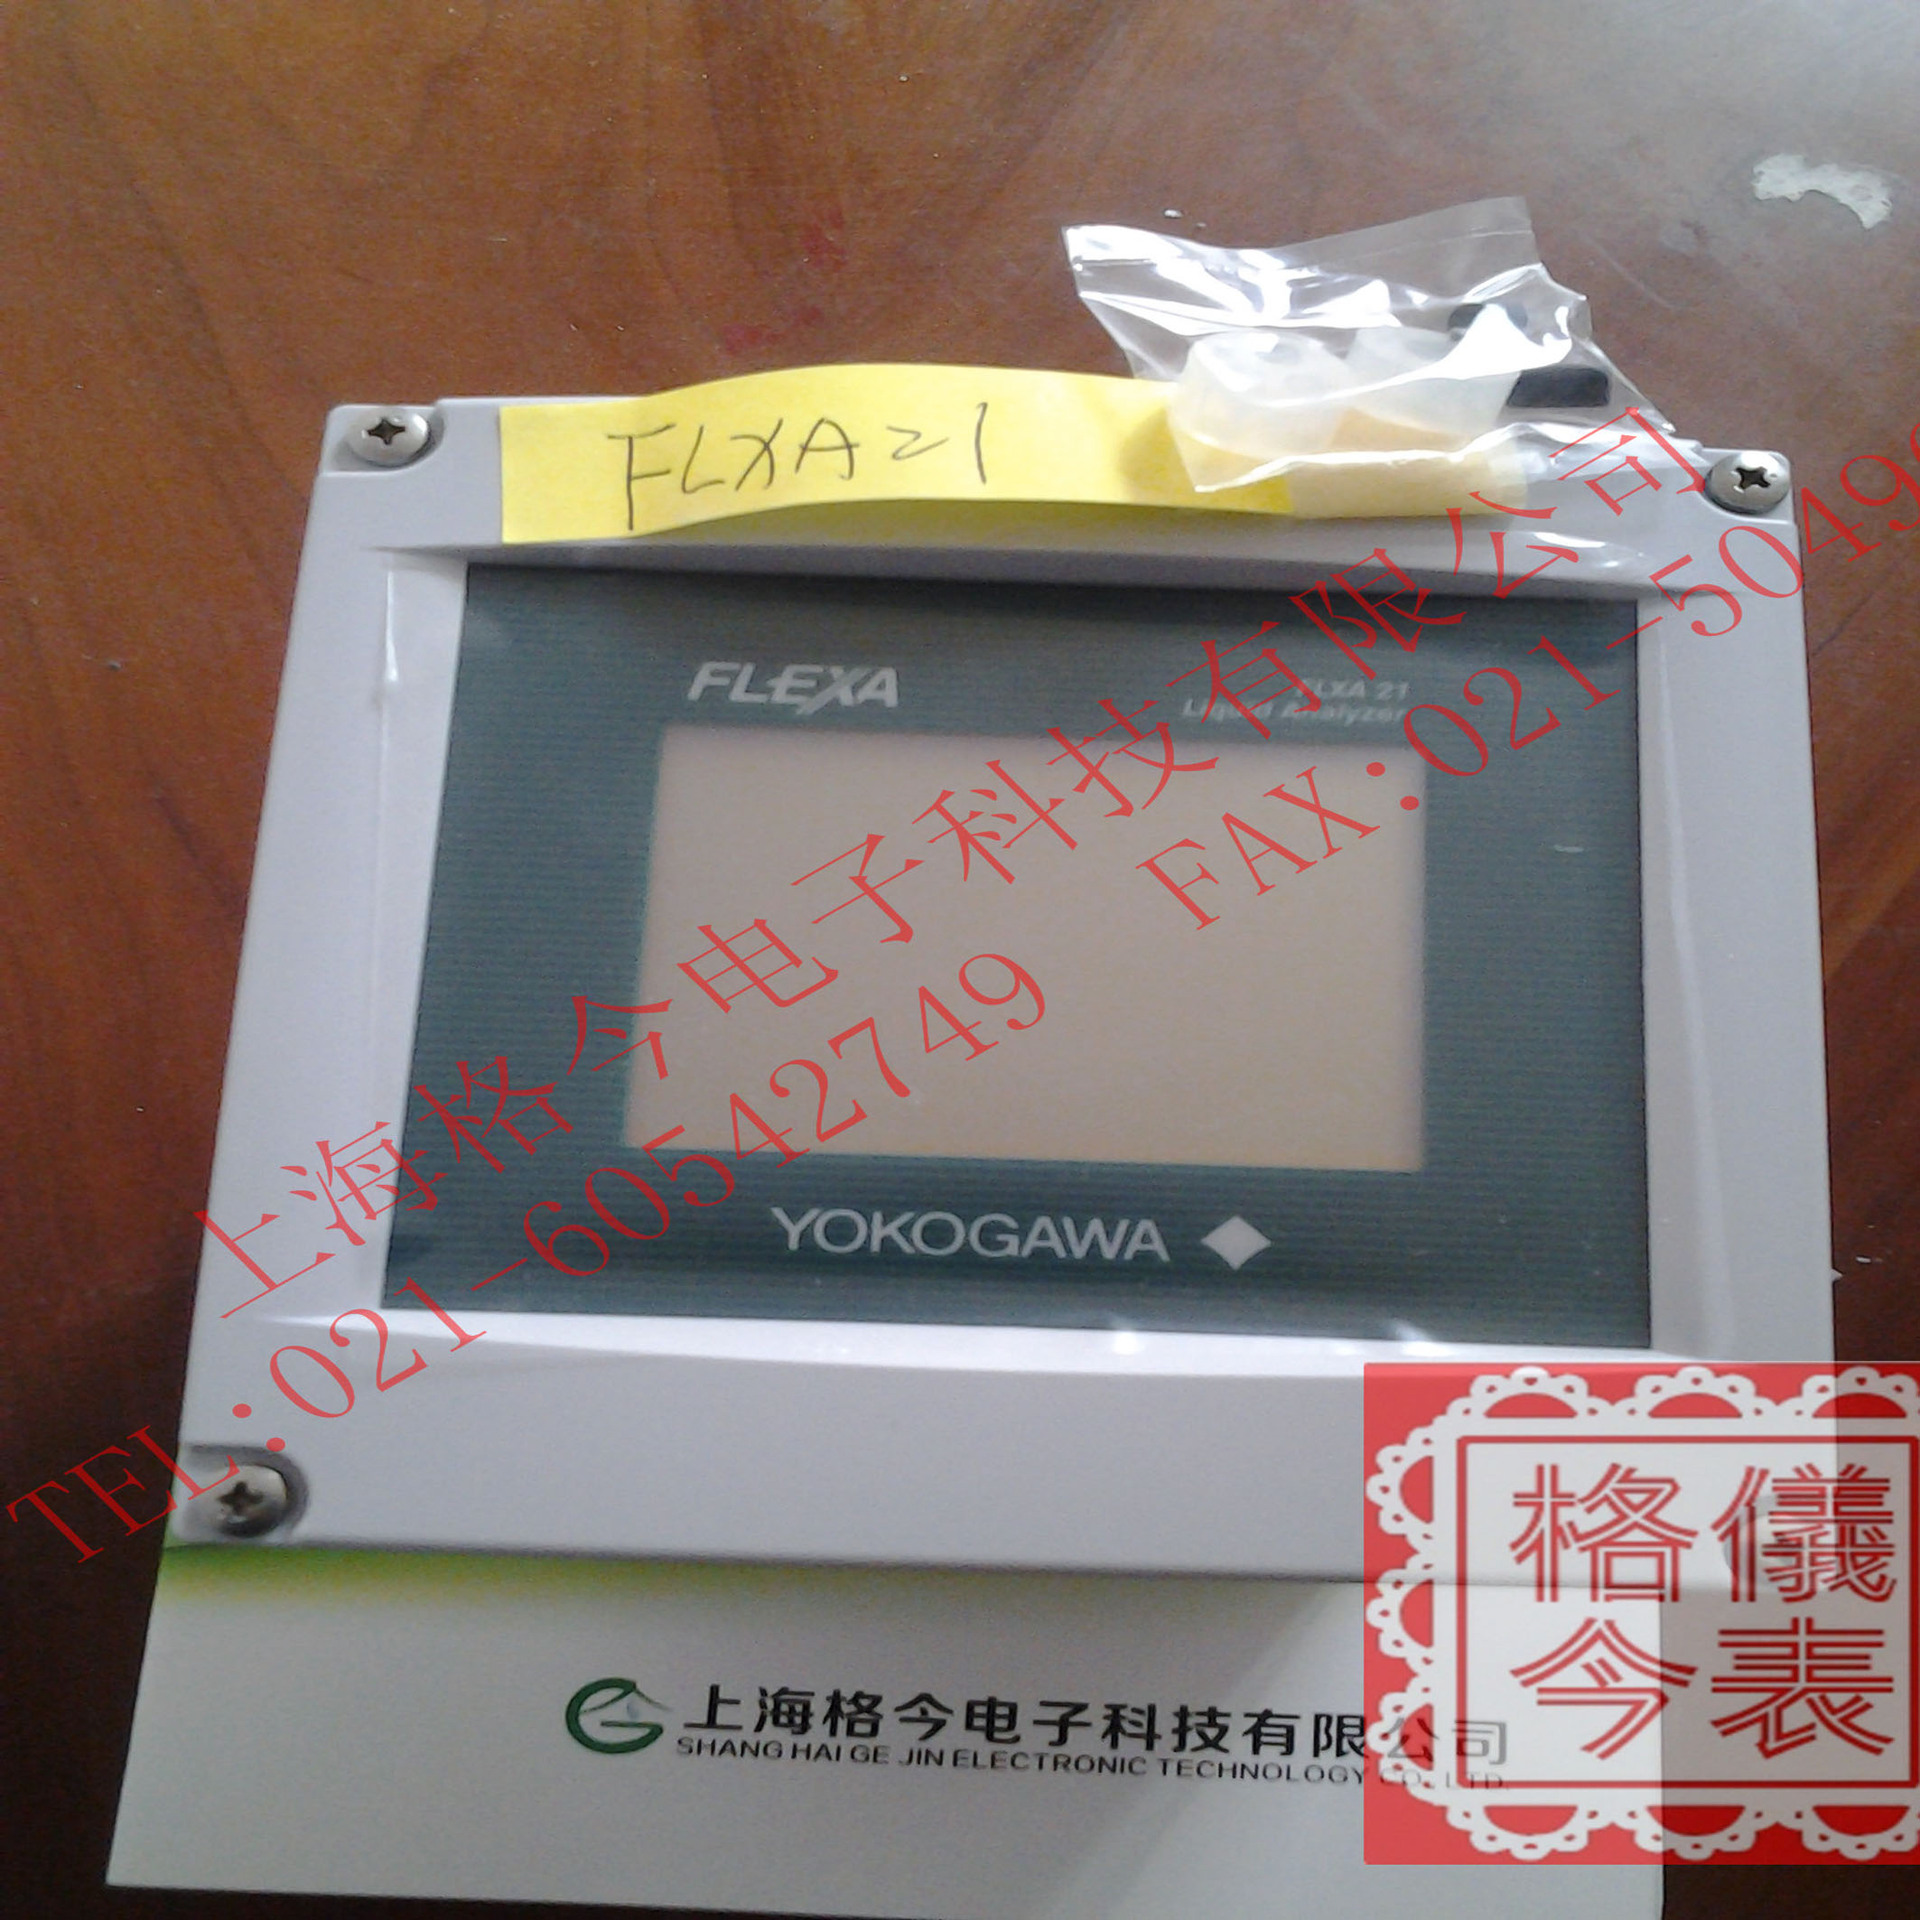 FLXA21
FLEXA
FLXA 21
Liquid Analyzer
YOKOGAWA
上海格今电子科技有限公司
TEL:021-60542749 FAX:021-5049
格儀
今表
上海格今电子科技有限公司
SHANG HAI GE JIN ELECTRONIC TECHNOLOGY CO. LTD.